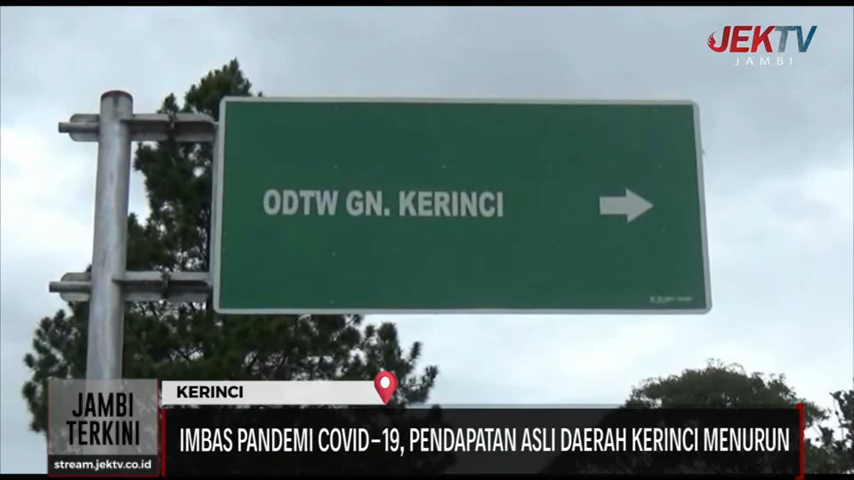 JEKTV
JAMBI
ODTW GN. KERINCI
KERINCI
JAMBI
TERKINI
IMBAS PANDEMI COVID-19, PENDAPATAN ASLI DAERAH KERINCI MENURUN
stream.jektv.co.id